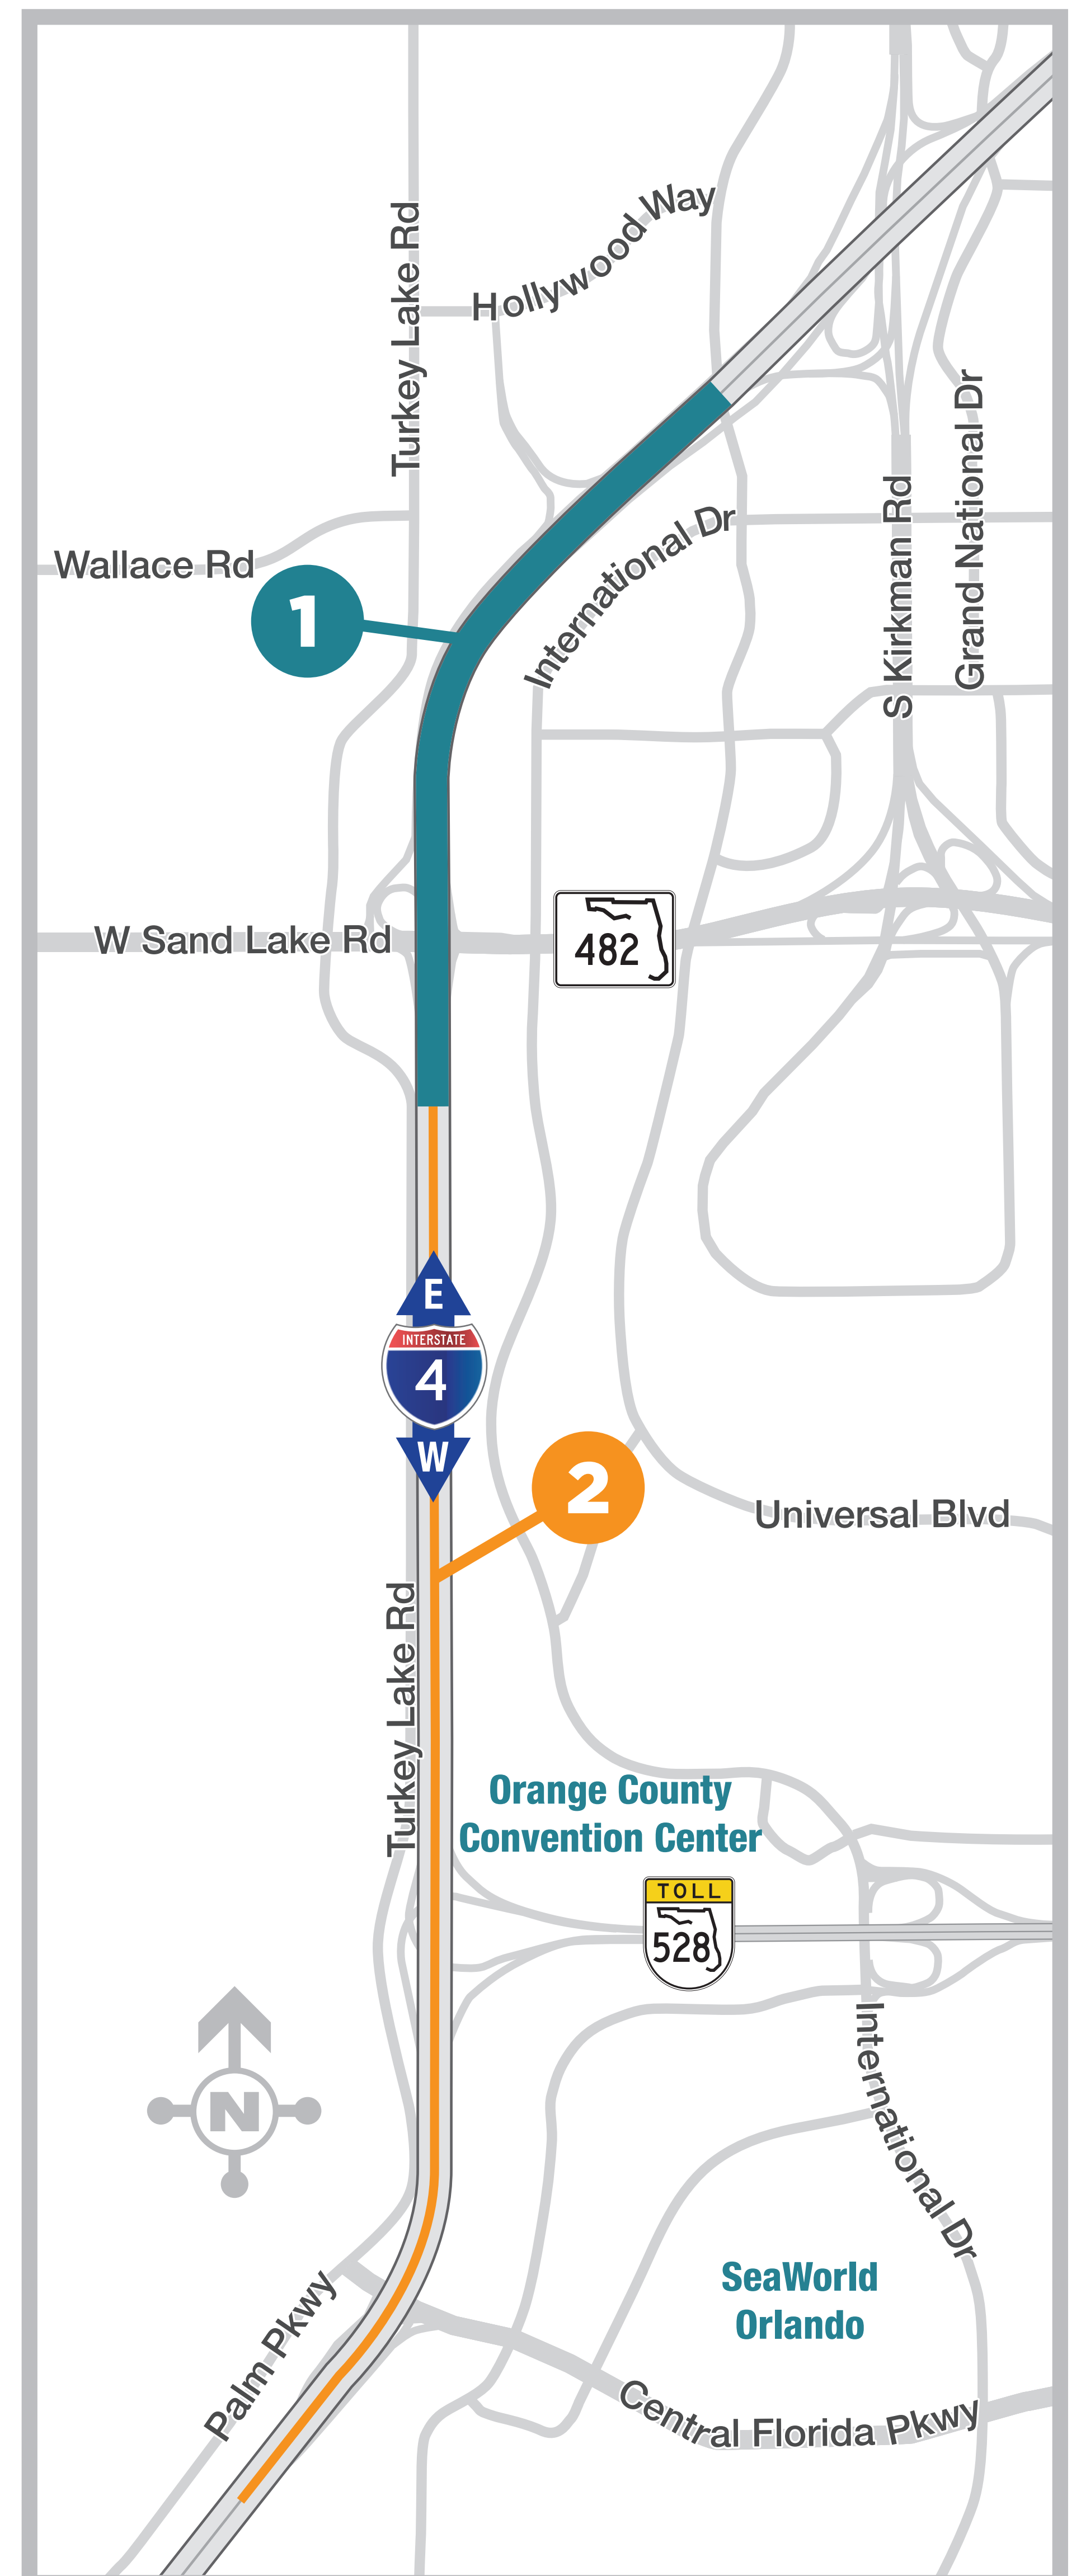 Turkey Lake Rd
Hollywood Way
Wallace Rd
1
International Dr
S Kirkman Rd
Grand National Dr
W Sand Lake Rd
482
E
INTERSTATE
4
W
2
Universal Blvd
Turkey Lake Rd
Orange County
Convention Center
TOLL
528
N
International Dr
SeaWorld
Orlando
Palm Pkwy
Central Florida Pkwy